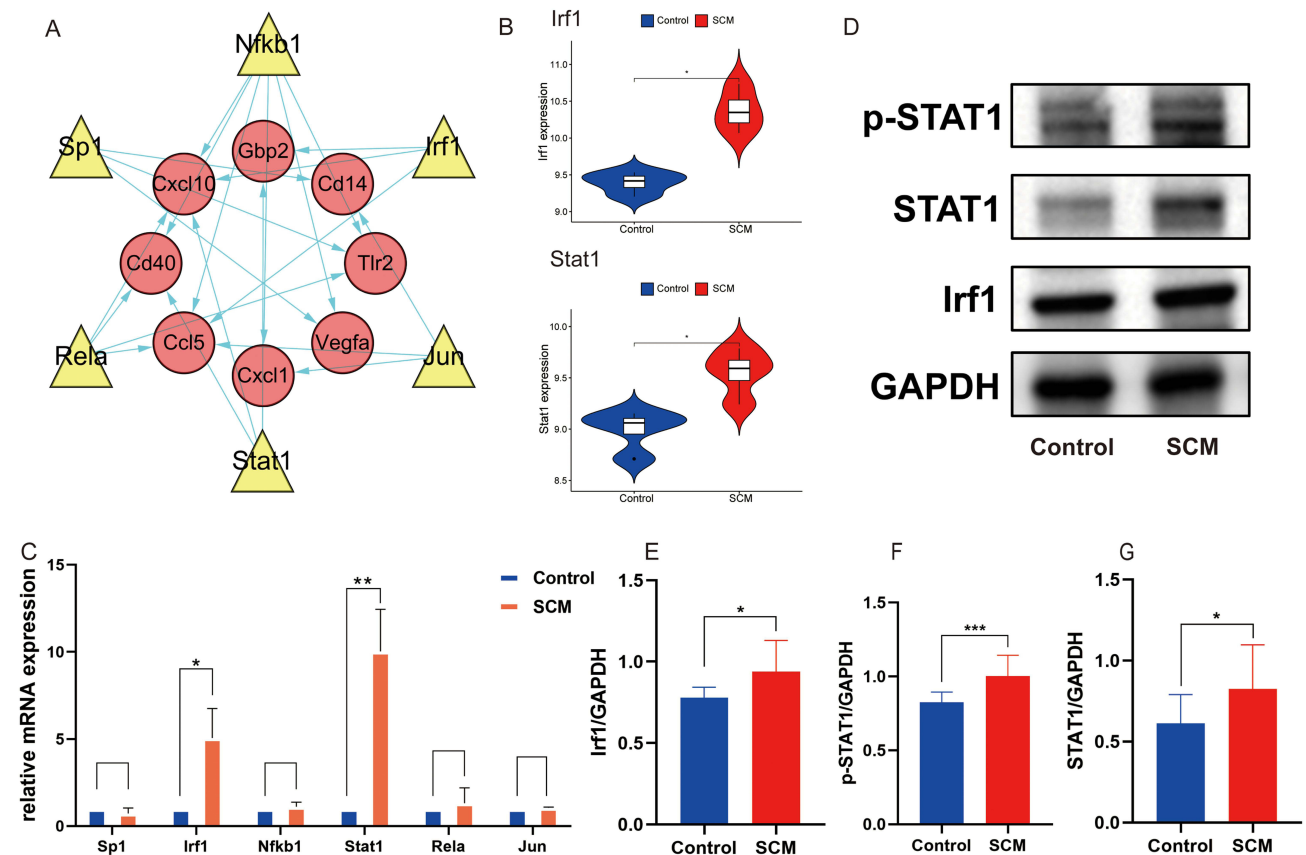 A
Nfkb1
Sp1
Irf1
Gbp2
Cxcl10
Cd14
Cd40
Tlr2
Ccl5
Vegfa
Cxcl1
Rela
Jun
Stat1
B
Irf1
Control SCM
Irf1 expression
11.0
10.5
10.0
9.5
9.0
*
Control SCM
Stat1
Control SCM
Stat1 expression
10.0
9.5
9.0
8.5
*
Control SCM
D
p-STAT1
STAT1
Irf1
GAPDH
Control SCM
C
relative mRNA expression
15
10
5
0
*
**
Control
SCM
Sp1 Irf1 Nfkb1 Stat1 Rela Jun
E
Irf1/GAPDH
1.5
1.0
0.5
0.0
*
Control SCM
F
p-STAT1/GAPDH
1.5
1.0
0.5
0.0
***
Control SCM
G
STAT1/GAPDH
1.5
1.0
0.5
0.0
*
Control SCM